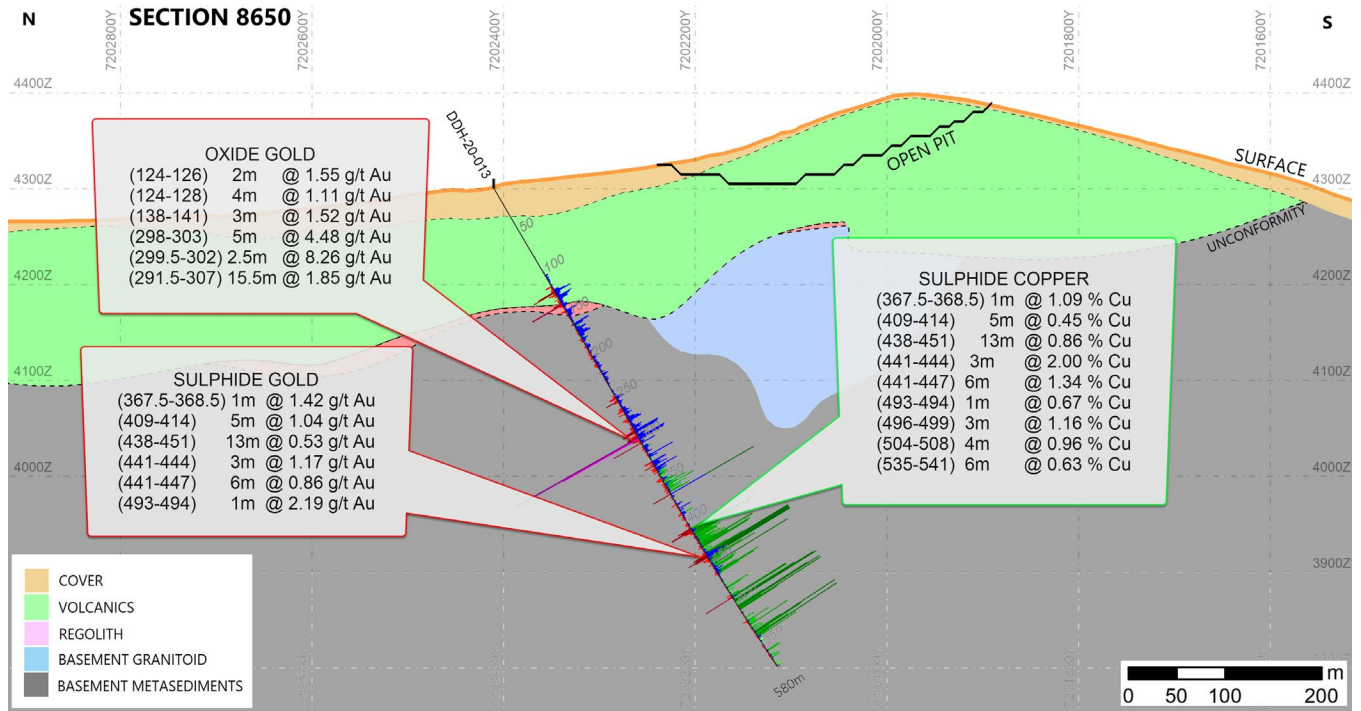 N
SECTION 8650
S
7202800Y
7202600Y
7202400Y
7202200Y
7202000Y
7201800Y
7201600Y
4400Z
4400Z
DDH-20-013
OXIDE GOLD
(124-126) 2m @ 1.55 g/t Au
(124-128) 4m @ 1.11 g/t Au
(138-141) 3m @ 1.52 g/t Au
(298-303) 5m @ 4.48 g/t Au
(299.5-302) 2.5m @ 8.26 g/t Au
(291.5-307) 15.5m @ 1.85 g/t Au
OPEN PIT
SURFACE
4300Z
4300Z
UNCONFORMITY
50
100
4200Z
4200Z
200
250
4100Z
4100Z
SULPHIDE COPPER
(367.5-368.5) 1m @ 1.09 % Cu
(409-414) 5m @ 0.45 % Cu
(438-451) 13m @ 0.86 % Cu
(441-444) 3m @ 2.00 % Cu
(441-447) 6m @ 1.34 % Cu
(493-494) 1m @ 0.67 % Cu
(496-499) 3m @ 1.16 % Cu
(504-508) 4m @ 0.96 % Cu
(535-541) 6m @ 0.63 % Cu
SULPHIDE GOLD
(367.5-368.5) 1m @ 1.42 g/t Au
(409-414) 5m @ 1.04 g/t Au
(438-451) 13m @ 0.53 g/t Au
(441-444) 3m @ 1.17 g/t Au
(441-447) 6m @ 0.86 g/t Au
(493-494) 1m @ 2.19 g/t Au
4000Z
4000Z
400
3900Z
580m
COVER
VOLCANICS
REGOLITH
BASEMENT GRANITOID
BASEMENT METASEDIMENTS
m
0 50 100 200